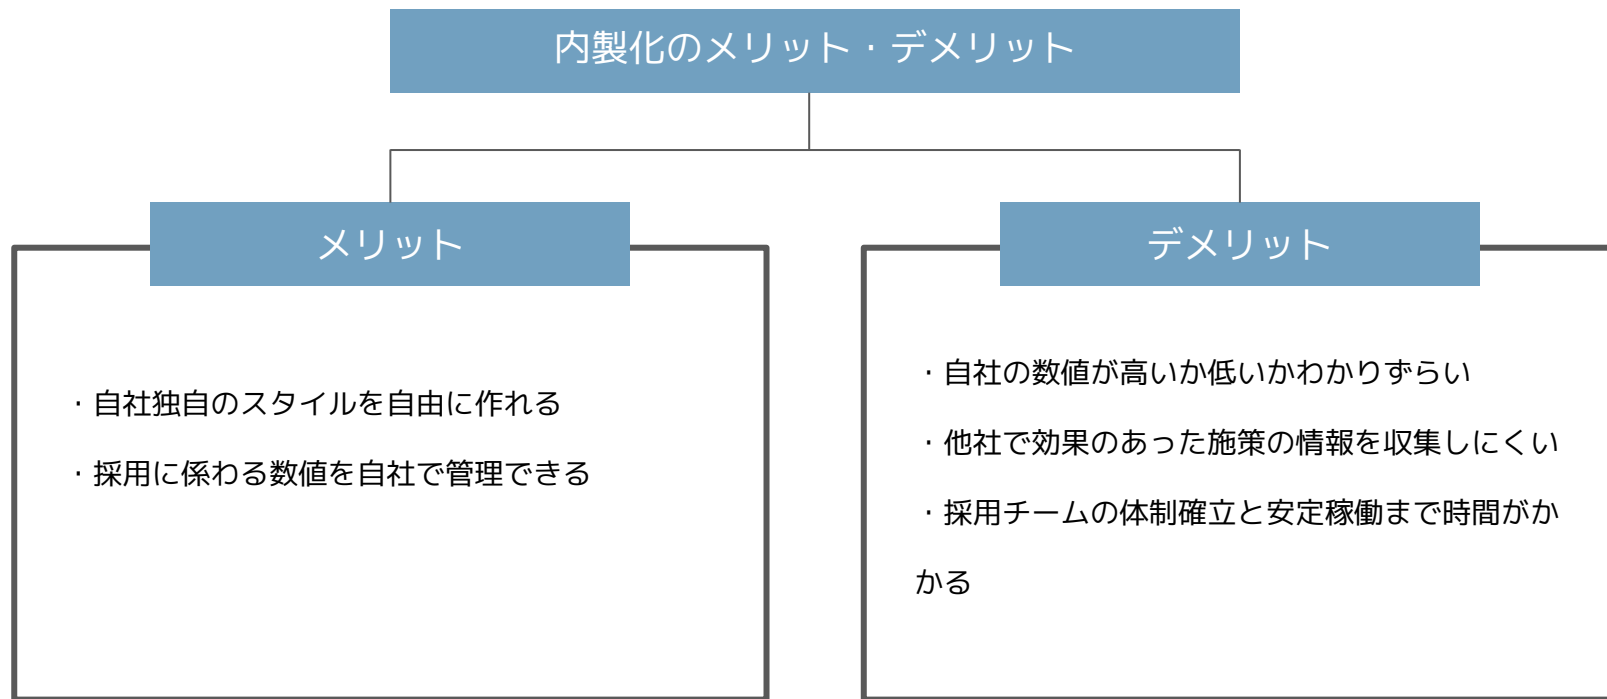 内製化のメリット・デメリット
メリット
・自社独自のスタイルを自由に作れる
・採用に係わる数値を自社で管理できる
デメリット
・自社の数値が高いか低いかわかりずらい
・他社で効果のあった施策の情報を収集しにくい
・採用チームの体制確立と安定稼働まで時間がか
かる